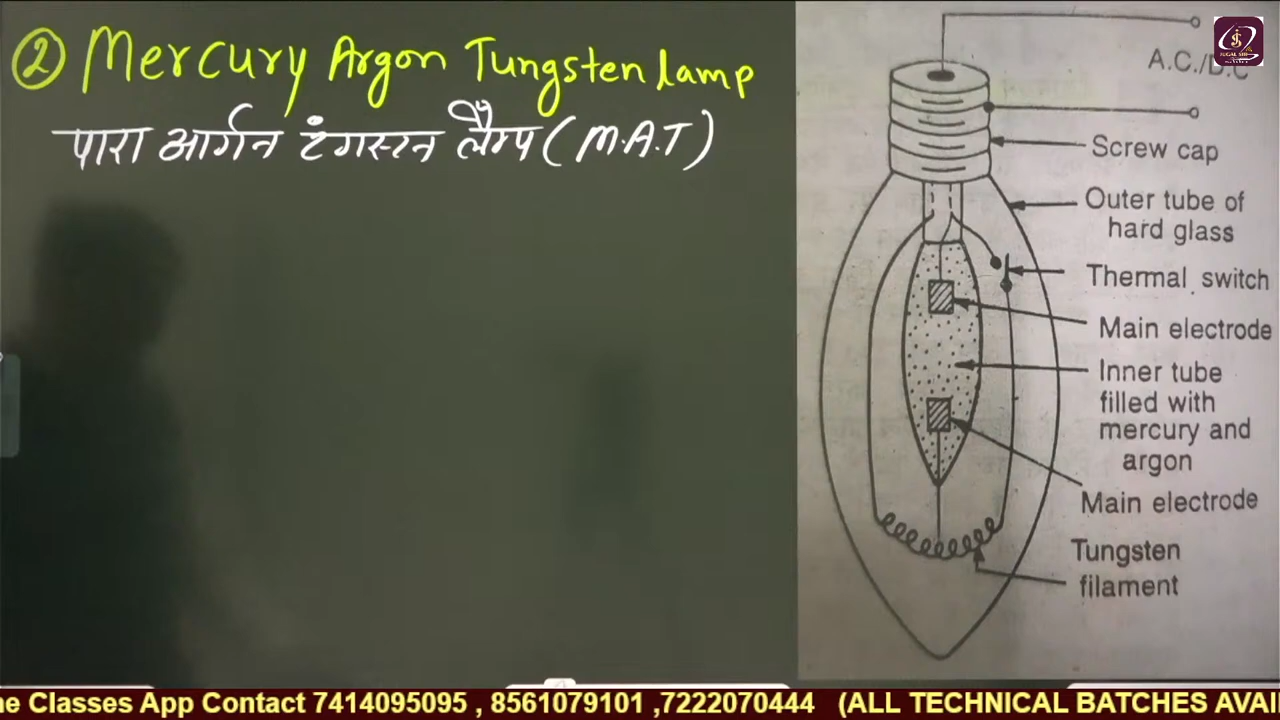 ② Mercury Argon Tungsten lamp
पारा आर्गन टंगस्टन लैम्प (M.A.T)
A.C./D.C
Screw cap
Outer tube of
hard glass
Thermal switch
Main electrode
Inner tube
filled with
mercury and
argon
Main electrode
Tungsten
filament
ne Classes App Contact 7414095095 , 8561079101 ,7222070444 (ALL TECHNICAL BATCHES AVAI